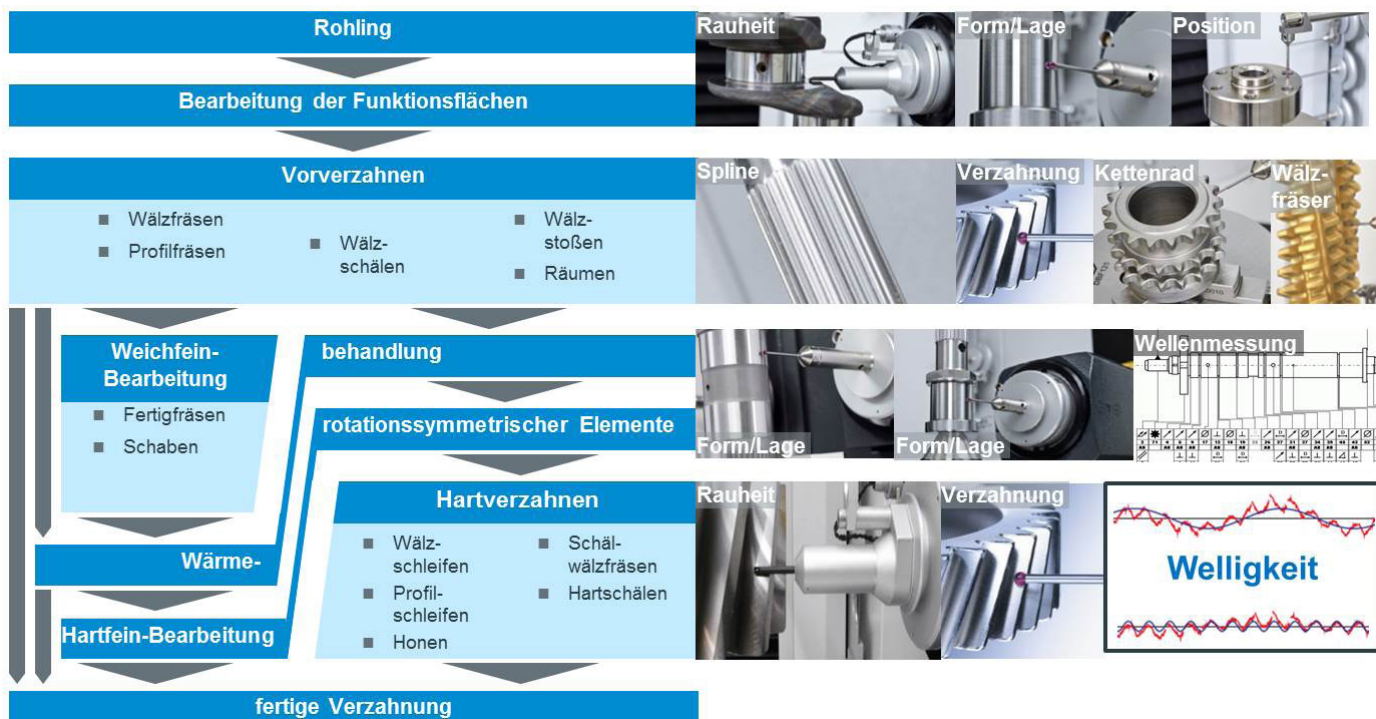 Rohling
Bearbeitung der Funktionsflächen
Vorverzahnen
Wälzfräsen
Profilfräsen
Wälz-
schälen
Wälz-
stoßen
Räumen
Weichfein-
Bearbeitung
Fertigfräsen
Schaben
behandlung
rotationssymmetrischer Elemente
Hartverzahnen
Wälz-
schleifen
Profil-
schleifen
Honen
Schäl-
wälzfräsen
Hartschälen
Wärme-
Hartfein-Bearbeitung
fertige Verzahnung
Rauheit
Form/Lage
Position
Spline
Verzahnung
Kettenrad
Wälz-
fräser
Form/Lage
Form/Lage
Wellenmessung
Rauheit
Verzahnung
Welligkeit